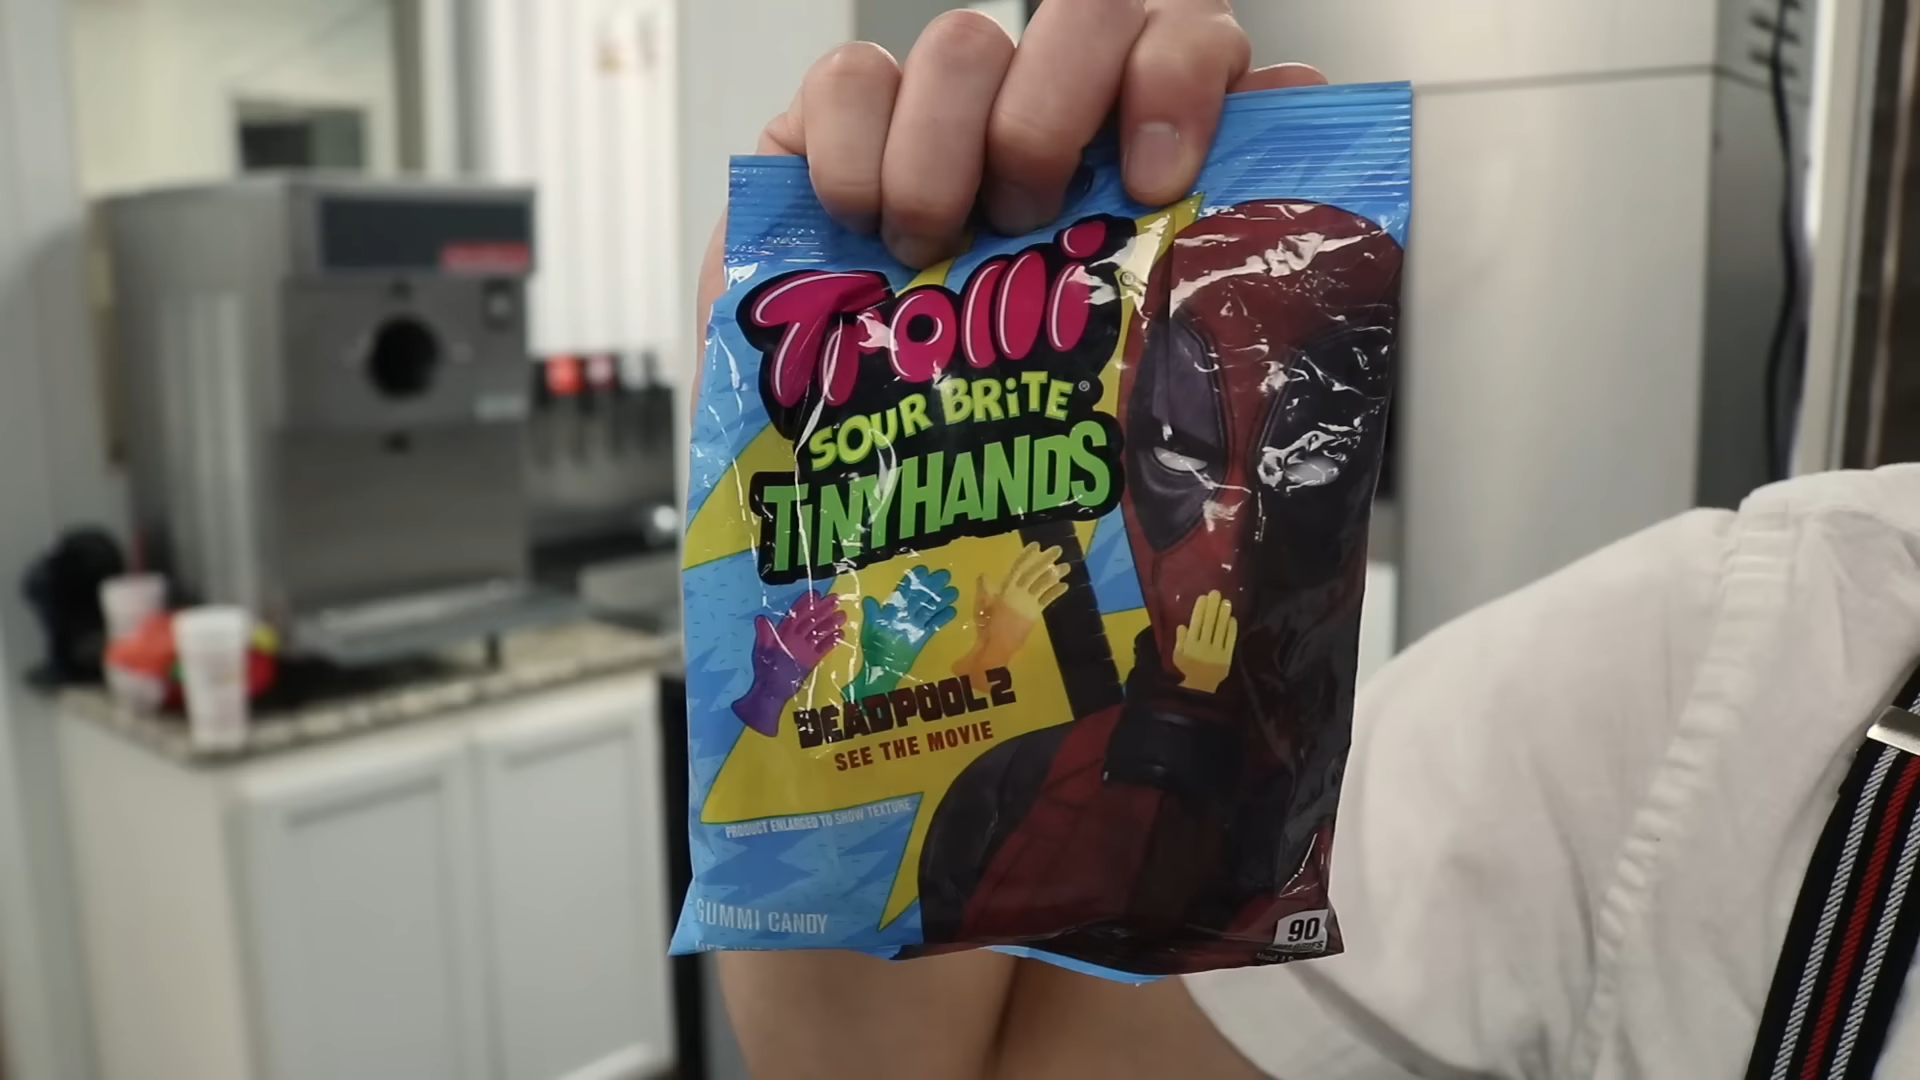 Trolli®
SOUR BRiTE®
TiNYHANDS
DEADPOOL 2
SEE THE MOVIE
PRODUCT ENLARGED TO SHOW TEXTURE
GUMMI CANDY
90